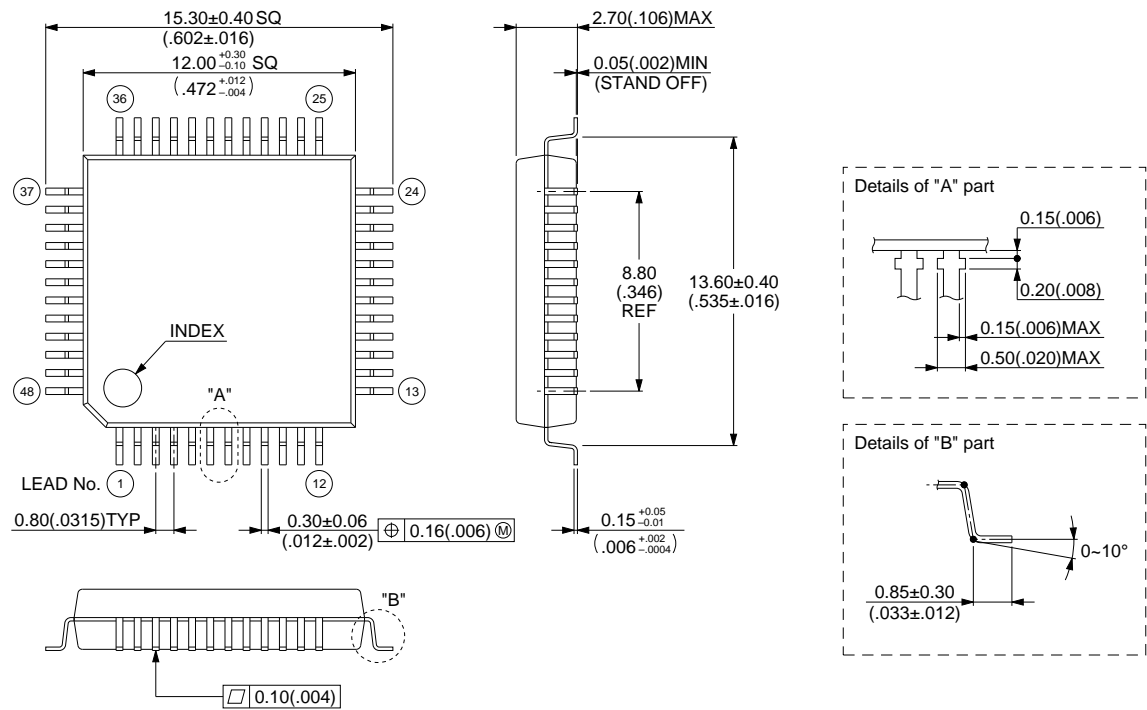 15.30±0.40 SQ
(.602±.016)
12.00 +0.30 −0.10 SQ
(.472 +.012 −.004)
36
25
37
24
INDEX
48
13
"A"
LEAD No.
1
12
0.80(.0315)TYP
0.30±0.06
(.012±.002)
⌖ 0.16(.006) Ⓜ
2.70(.106)MAX
0.05(.002)MIN
(STAND OFF)
8.80
(.346)
REF
13.60±0.40
(.535±.016)
0.15 +0.05 −0.01
(.006 +.002 −.0004)
"B"
⏥ 0.10(.004)
Details of "A" part
0.15(.006)
0.20(.008)
0.15(.006)MAX
0.50(.020)MAX
Details of "B" part
0~10°
0.85±0.30
(.033±.012)